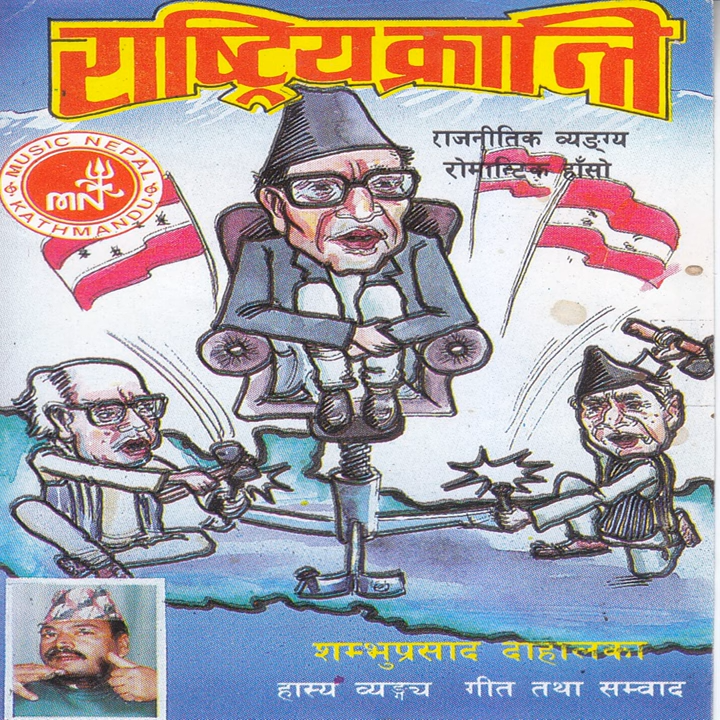 राष्ट्रियक्रान्ति
राजनीतिक व्यङ्ग्य
रोमान्टिक हाँसो
MUSIC NEPAL
MN
KATHMANDU
शम्भुप्रसाद दाहालका
हास्य व्यङ्ग्य गीत तथा सम्वाद